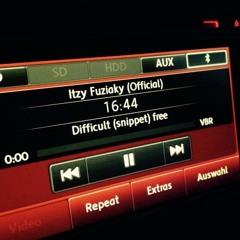 SD HDD AUX
Itzy Fuziaky (Official)
16:44
Difficult (snippet) free
0:00 VBR
Repeat Extras Auswahl
Video